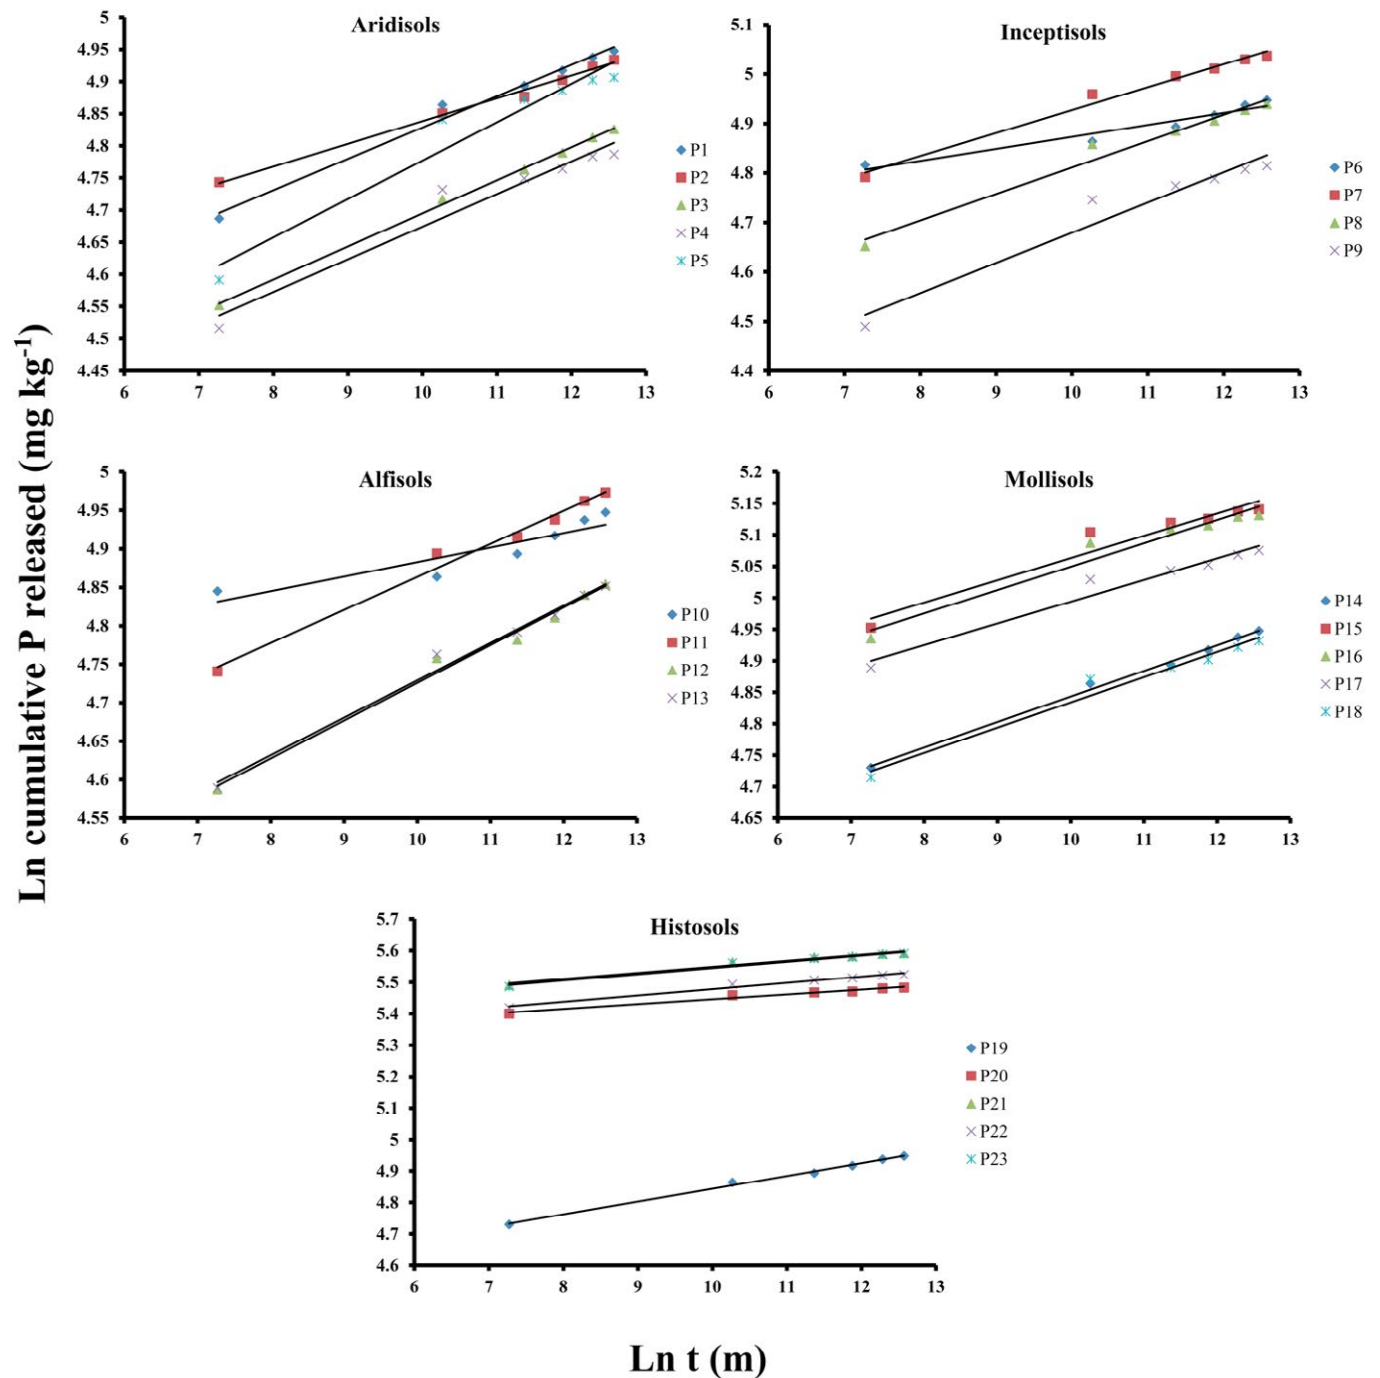 Ln cumulative P released (mg kg-1)
Aridisols
5
4.95
4.9
4.85
4.8
4.75
4.7
4.65
4.6
4.55
4.5
4.45
6 7 8 9 10 11 12 13
P1
P2
P3
P4
P5
Inceptisols
5.1
5
4.9
4.8
4.7
4.6
4.5
4.4
6 7 8 9 10 11 12 13
P6
P7
P8
P9
Alfisols
5
4.95
4.9
4.85
4.8
4.75
4.7
4.65
4.6
4.55
6 7 8 9 10 11 12 13
P10
P11
P12
P13
Mollisols
5.2
5.15
5.1
5.05
5
4.95
4.9
4.85
4.8
4.75
4.7
4.65
6 7 8 9 10 11 12 13
P14
P15
P16
P17
P18
Histosols
5.7
5.6
5.5
5.4
5.3
5.2
5.1
5
4.9
4.8
4.7
4.6
6 7 8 9 10 11 12 13
P19
P20
P21
P22
P23
Ln t (m)